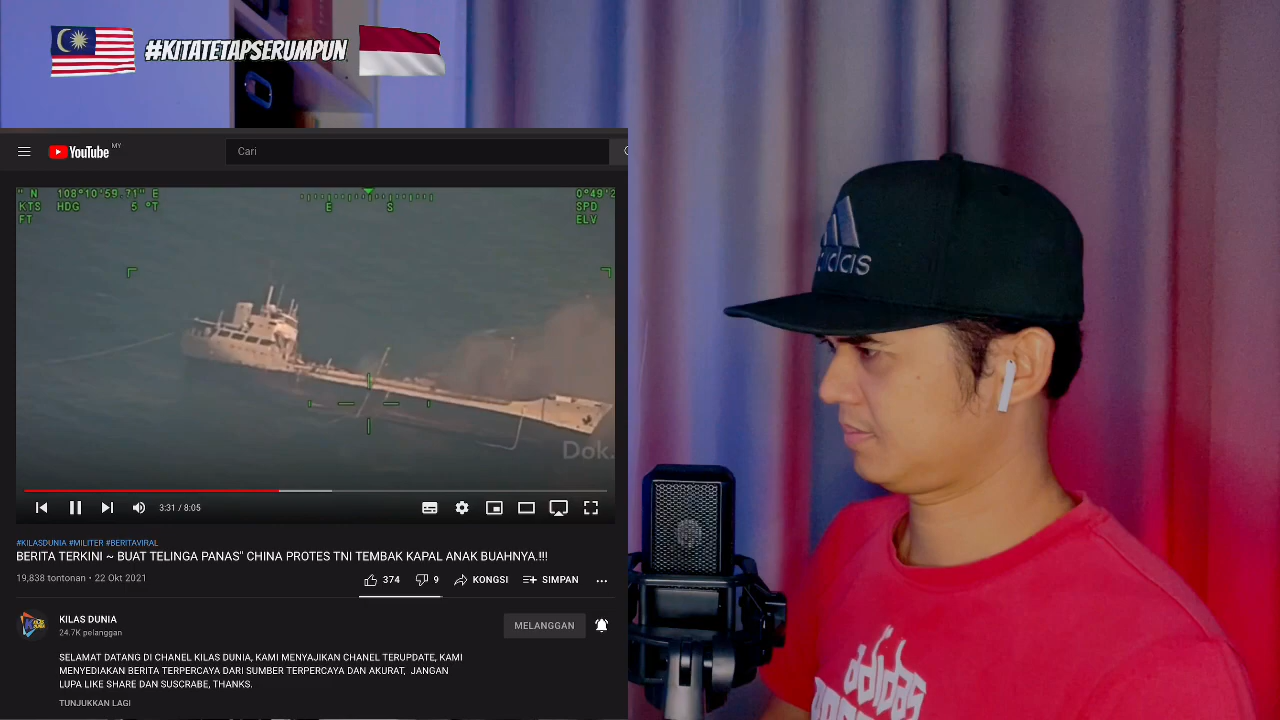 #KITATETAPSERUMPUN
YouTube MY
Cari
" N 108°10'59.71" E 0°49'2
KTS HDG 5 °T SPD
FT ELV
E S
Dok.
3:31 / 8:05
#KILASDUNIA #MILITER #BERITAVIRAL
BERITA TERKINI ~ BUAT TELINGA PANAS" CHINA PROTES TNI TEMBAK KAPAL ANAK BUAHNYA.!!!
19,838 tontonan • 22 Okt 2021
374 9 KONGSI SIMPAN
KILAS DUNIA
24.7K pelanggan
MELANGGAN
SELAMAT DATANG DI CHANEL KILAS DUNIA, KAMI MENYAJIKAN CHANEL TERUPDATE, KAMI
MENYEDIAKAN BERITA TERPERCAYA DARI SUMBER TERPERCAYA DAN AKURAT, JANGAN
LUPA LIKE SHARE DAN SUSCRABE, THANKS.
TUNJUKKAN LAGI
adidas
adidas